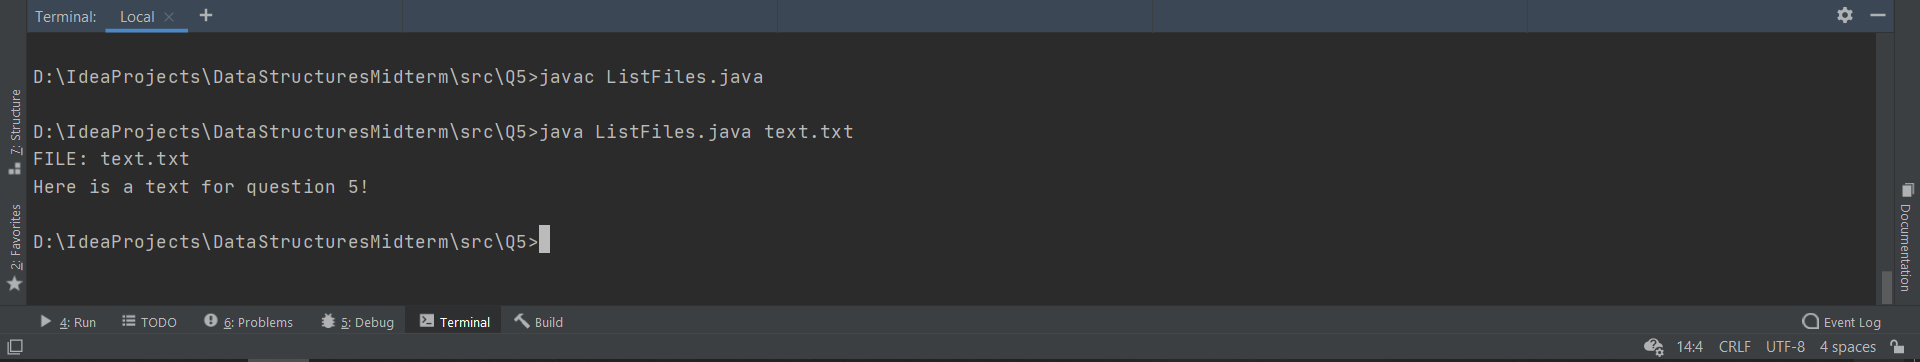 Terminal: Local × +
D:\IdeaProjects\DataStructuresMidterm\src\Q5>javac ListFiles.java
D:\IdeaProjects\DataStructuresMidterm\src\Q5>java ListFiles.java text.txt
FILE: text.txt
Here is a text for question 5!
D:\IdeaProjects\DataStructuresMidterm\src\Q5>
7: Structure
2: Favorites
Documentation
4: Run TODO 6: Problems 5: Debug Terminal Build Event Log
14:4 CRLF UTF-8 4 spaces